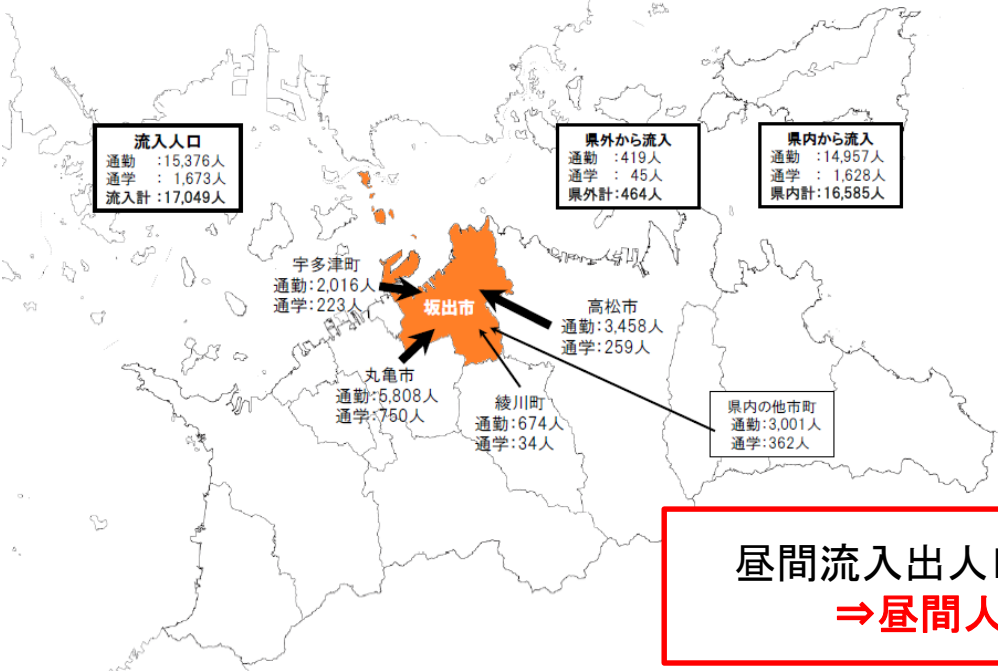 流入人口
通勤　:15,376人
通学　: 1,673人
流入計:17,049人
県外から流入
通勤　:419人
通学　: 45人
県外計:464人
県内から流入
通勤　:14,957人
通学　: 1,628人
県内計:16,585人
宇多津町
通勤:2,016人
通学:223人
坂出市
高松市
通勤:3,458人
通学:259人
丸亀市
通勤:5,808人
通学:750人
綾川町
通勤:674人
通学:34人
県内の他市町
通勤:3,001人
通学:362人
昼間流入出人
⇒昼間人